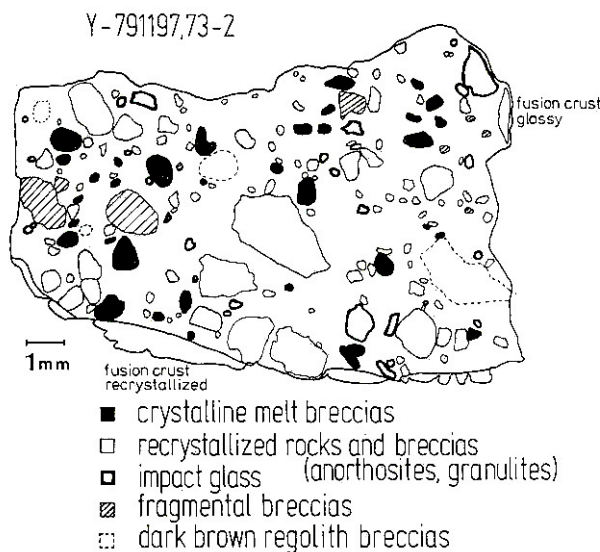 Y-791197,73-2
fusion crust
glassy
1mm
fusion crust
recrystallized
crystalline melt breccias
recrystallized rocks and breccias
impact glass (anorthosites, granulites)
fragmental breccias
dark brown regolith breccias